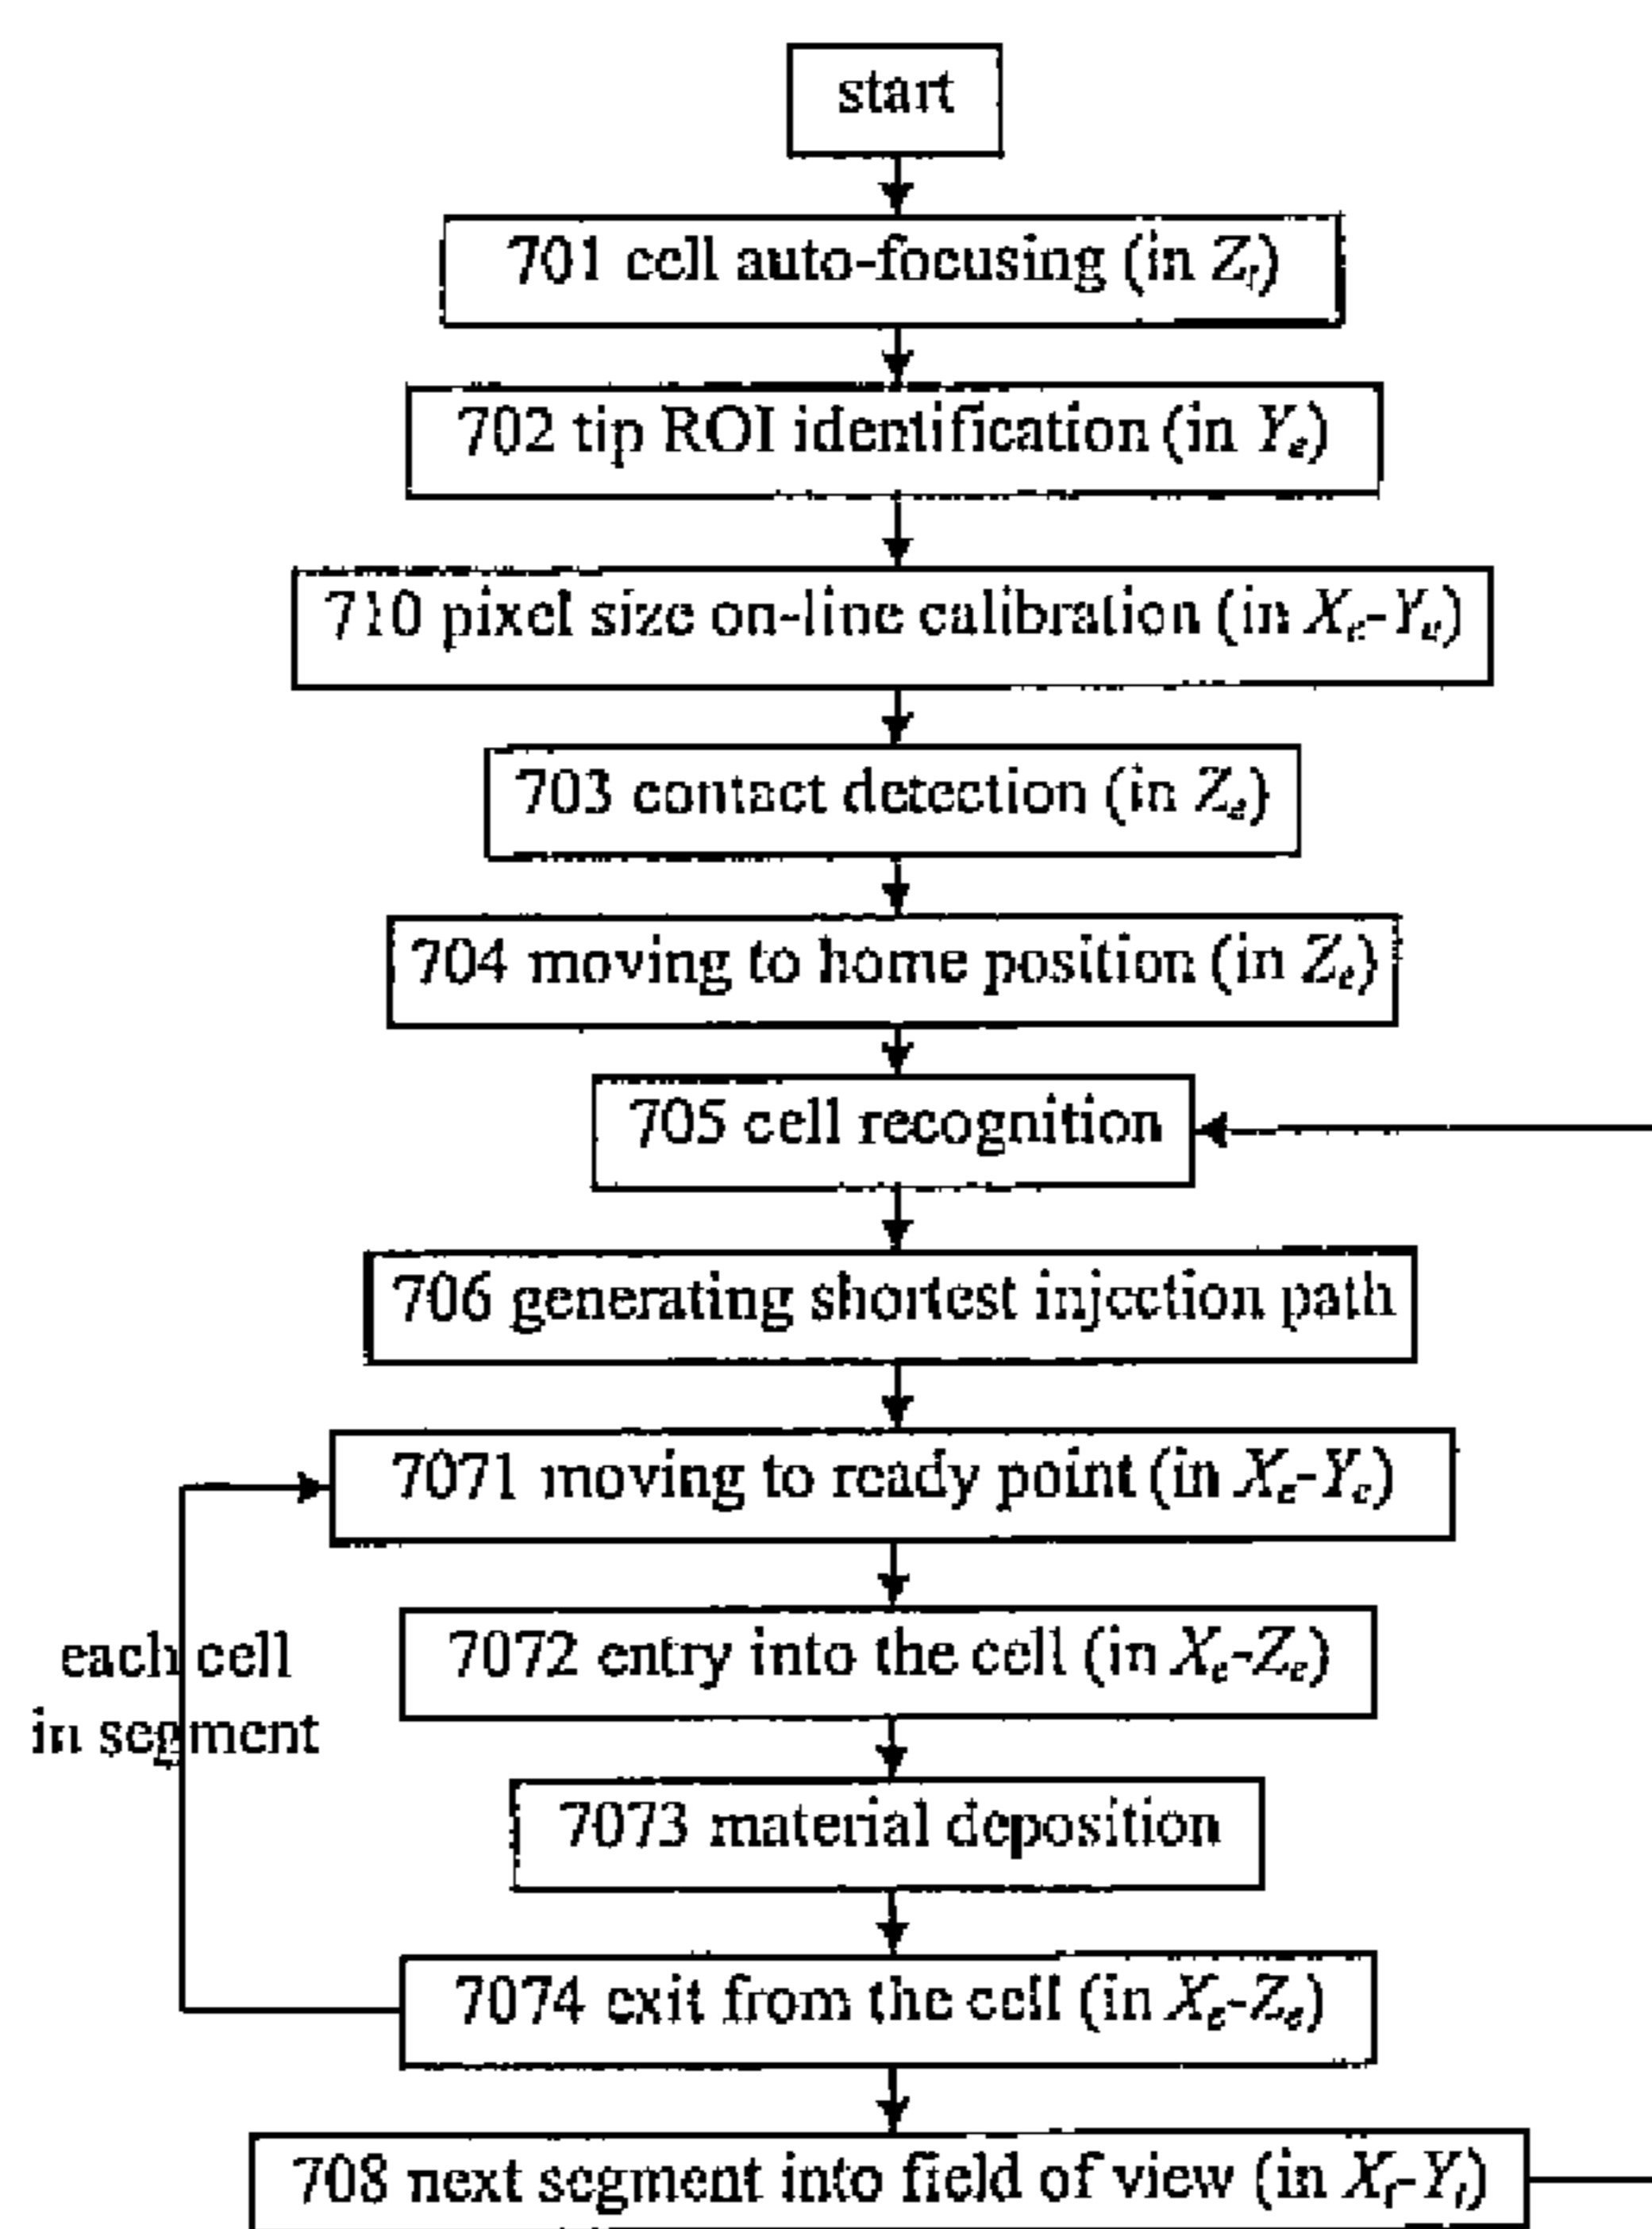 start
701 cell auto-focusing (in Zₜ)
702 tip ROI identification (in Yₑ)
710 pixel size on-line calibration (in Xₑ-Yₑ)
703 contact detection (in Zₑ)
704 moving to home position (in Zₑ)
705 cell recognition
706 generating shortest injection path
7071 moving to ready point (in Xₑ-Yₑ)
7072 entry into the cell (in Xₑ-Zₑ)
each cell
in segment
7073 material deposition
7074 exit from the cell (in Xₑ-Zₑ)
708 next segment into field of view (in Xₜ-Yₜ)